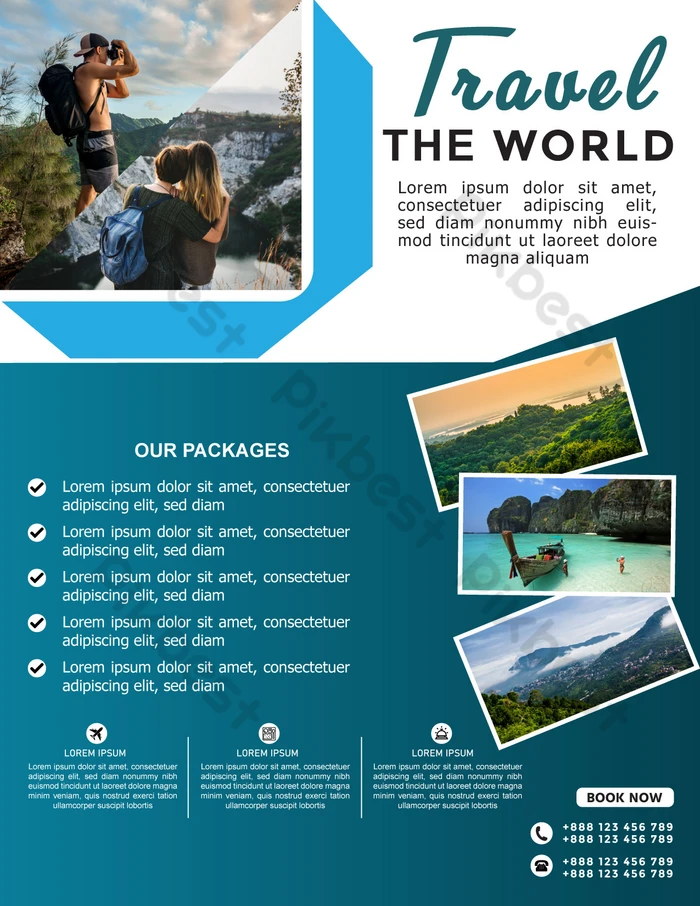 Travel
THE WORLD
Lorem ipsum dolor sit amet,
consectetuer adipiscing elit,
sed diam nonummy nibh euis-
mod tincidunt ut laoreet dolore
magna aliquam
OUR PACKAGES
Lorem ipsum dolor sit amet, consectetuer
adipiscing elit, sed diam
Lorem ipsum dolor sit amet, consectetuer
adipiscing elit, sed diam
Lorem ipsum dolor sit amet, consectetuer
adipiscing elit, sed diam
Lorem ipsum dolor sit amet, consectetuer
adipiscing elit, sed diam
Lorem ipsum dolor sit amet, consectetuer
adipiscing elit, sed diam
LOREM IPSUM
Lorem ipsum dolor sit amet, consectetuer
adipiscing elit, sed diam nonummy nibh
euismod tincidunt ut laoreet dolore magna
minim veniam, quis nostrud exerci tation
ullamcorper suscipit lobortis
LOREM IPSUM
Lorem ipsum dolor sit amet, consectetuer
adipiscing elit, sed diam nonummy nibh
euismod tincidunt ut laoreet dolore magna
minim veniam, quis nostrud exerci tation
ullamcorper suscipit lobortis
LOREM IPSUM
Lorem ipsum dolor sit amet, consectetuer
adipiscing elit, sed diam nonummy nibh
euismod tincidunt ut laoreet dolore magna
minim veniam, quis nostrud exerci tation
ullamcorper suscipit lobortis
BOOK NOW
+888 123 456 789
+888 123 456 789
+888 123 456 789
+888 123 456 789
pikbest
pikbest
pikbest
pikbest
pikbest